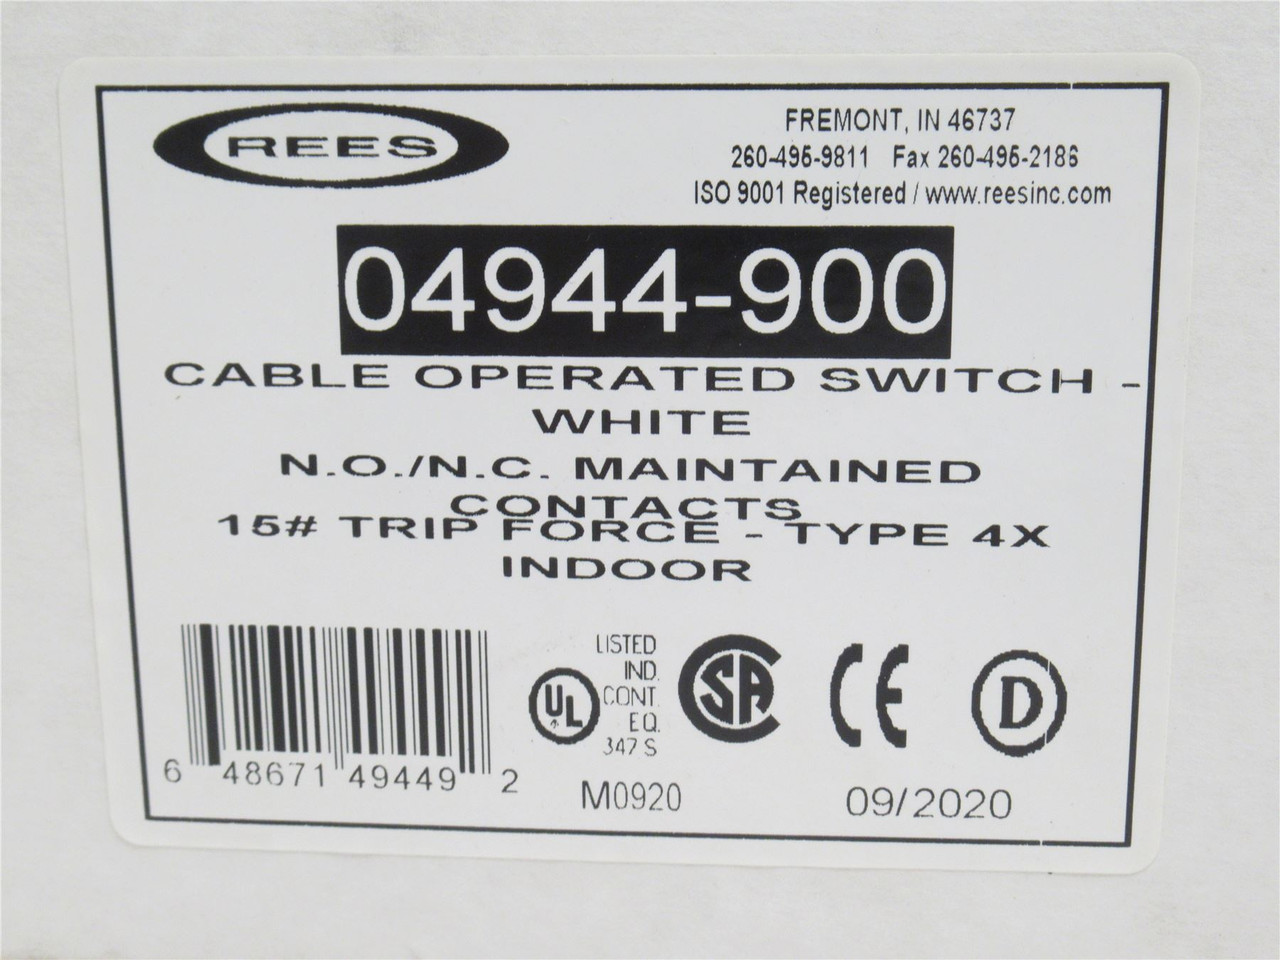 REES
FREMONT, IN 46737
260-495-9811 Fax 260-495-2186
ISO 9001 Registered / www.reesinc.com
04944-900
CABLE OPERATED SWITCH -
WHITE
N.O./N.C. MAINTAINED
CONTACTS
15# TRIP FORCE - TYPE 4X
INDOOR
6 48671 49449 2
UL
LISTED
IND.
CONT.
EQ.
347 S
SA
CE
D
M0920
09/2020